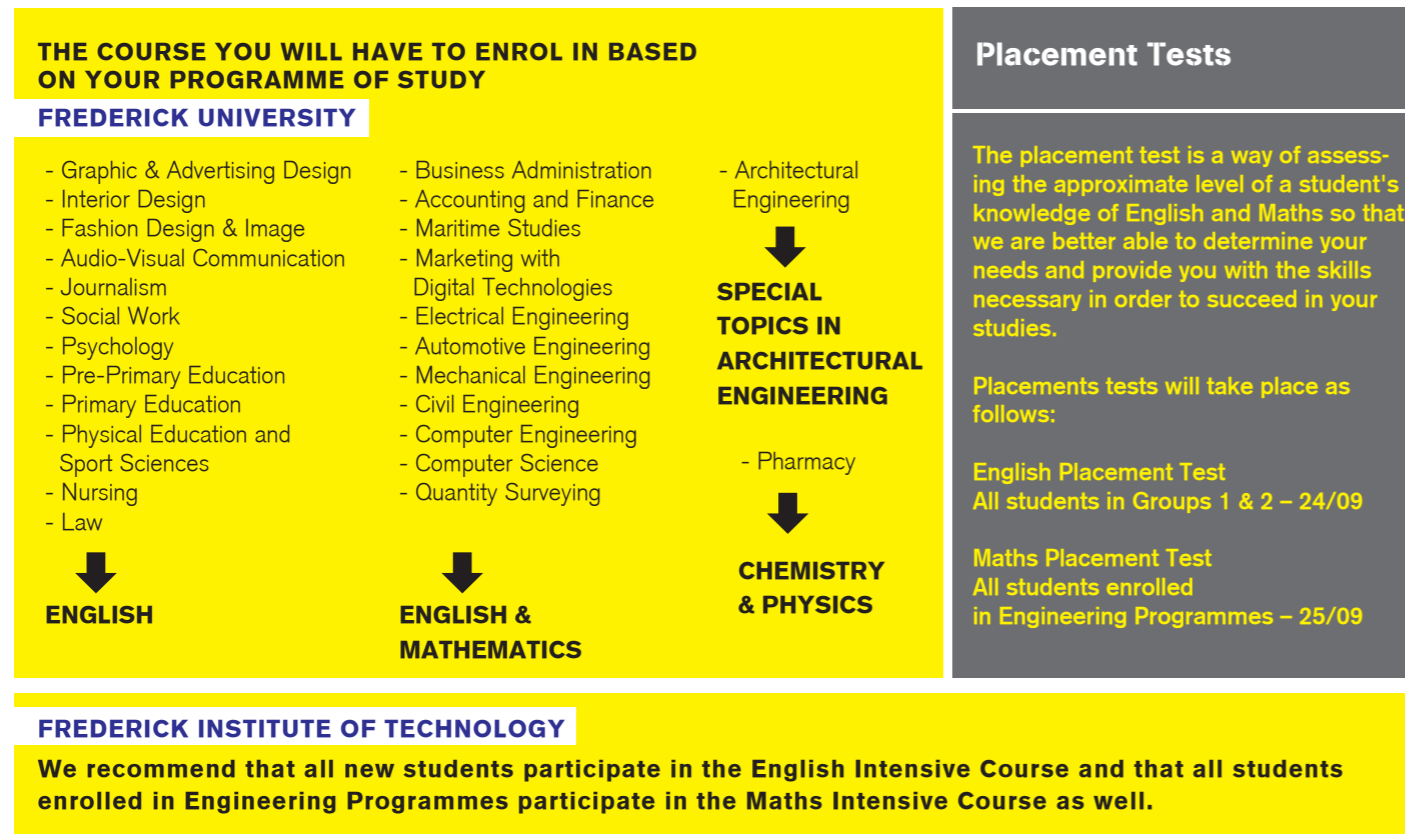 THE COURSE YOU WILL HAVE TO ENROL IN BASED
ON YOUR PROGRAMME OF STUDY
FREDERICK UNIVERSITY
- Graphic & Advertising Design
- Interior Design
- Fashion Design & Image
- Audio-Visual Communication
- Journalism
- Social Work
- Psychology
- Pre-Primary Education
- Primary Education
- Physical Education and
Sport Sciences
- Nursing
- Law
ENGLISH
- Business Administration
- Accounting and Finance
- Maritime Studies
- Marketing with
Digital Technologies
- Electrical Engineering
- Automotive Engineering
- Mechanical Engineering
- Civil Engineering
- Computer Engineering
- Computer Science
- Quantity Surveying
ENGLISH &
MATHEMATICS
- Architectural
Engineering
SPECIAL
TOPICS IN
ARCHITECTURAL
ENGINEERING
- Pharmacy
CHEMISTRY
& PHYSICS
Placement Tests
The placement test is a way of assess-
ing the approximate level of a student's
knowledge of English and Maths so that
we are better able to determine your
needs and provide you with the skills
necessary in order to succeed in your
studies.
Placements tests will take place as
follows:
English Placement Test
All students in Groups 1 & 2 – 24/09
Maths Placement Test
All students enrolled
in Engineering Programmes – 25/09
FREDERICK INSTITUTE OF TECHNOLOGY
We recommend that all new students participate in the English Intensive Course and that all students
enrolled in Engineering Programmes participate in the Maths Intensive Course as well.